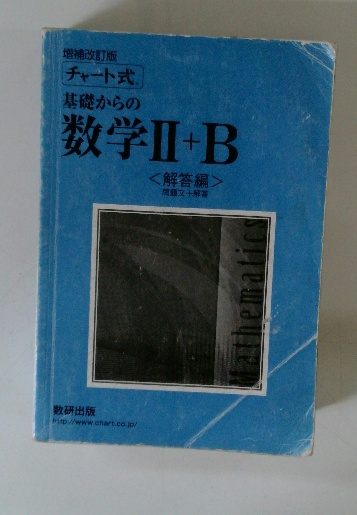 増補改訂版
チャート式®
基礎からの
数学Ⅱ+B
<解答編>
問題文+解答
Mathematics
数研出版
http://www.chart.co.jp/